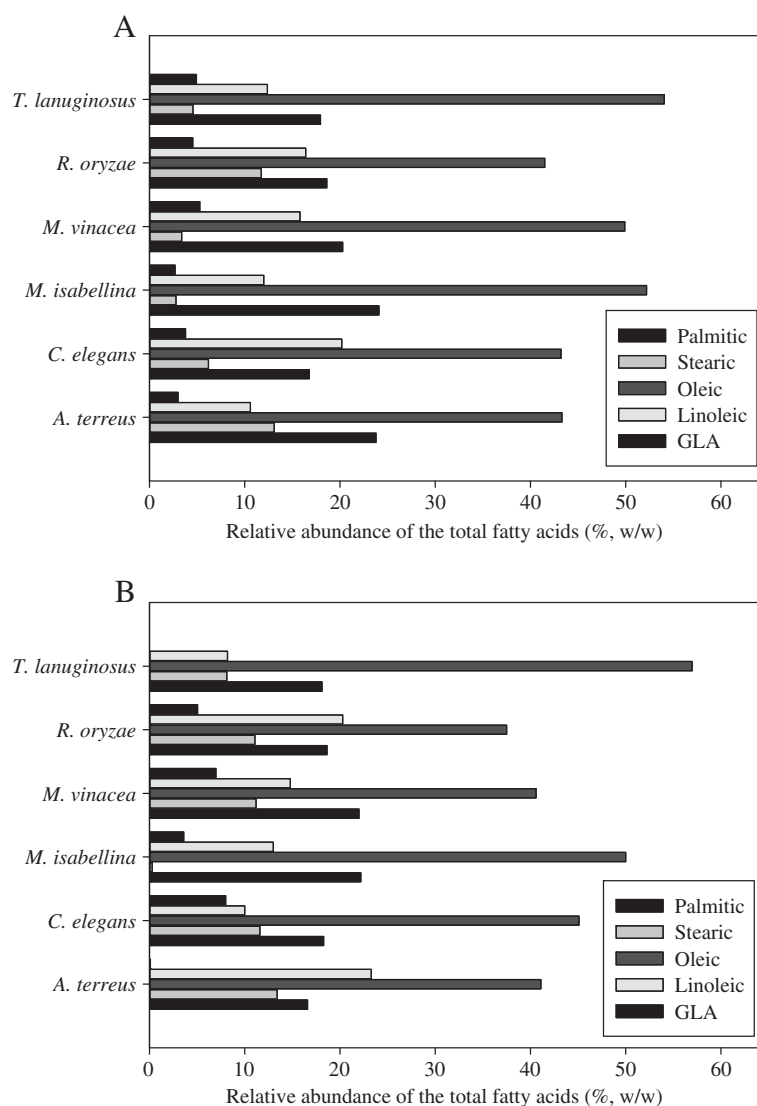 A
T. lanuginosus
R. oryzae
M. vinacea
M. isabellina
C. elegans
A. terreus
Palmitic
Stearic
Oleic
Linoleic
GLA
0 10 20 30 40 50 60
Relative abundance of the total fatty acids (%, w/w)
B
T. lanuginosus
R. oryzae
M. vinacea
M. isabellina
C. elegans
A. terreus
Palmitic
Stearic
Oleic
Linoleic
GLA
0 10 20 30 40 50 60
Relative abundance of the total fatty acids (%, w/w)